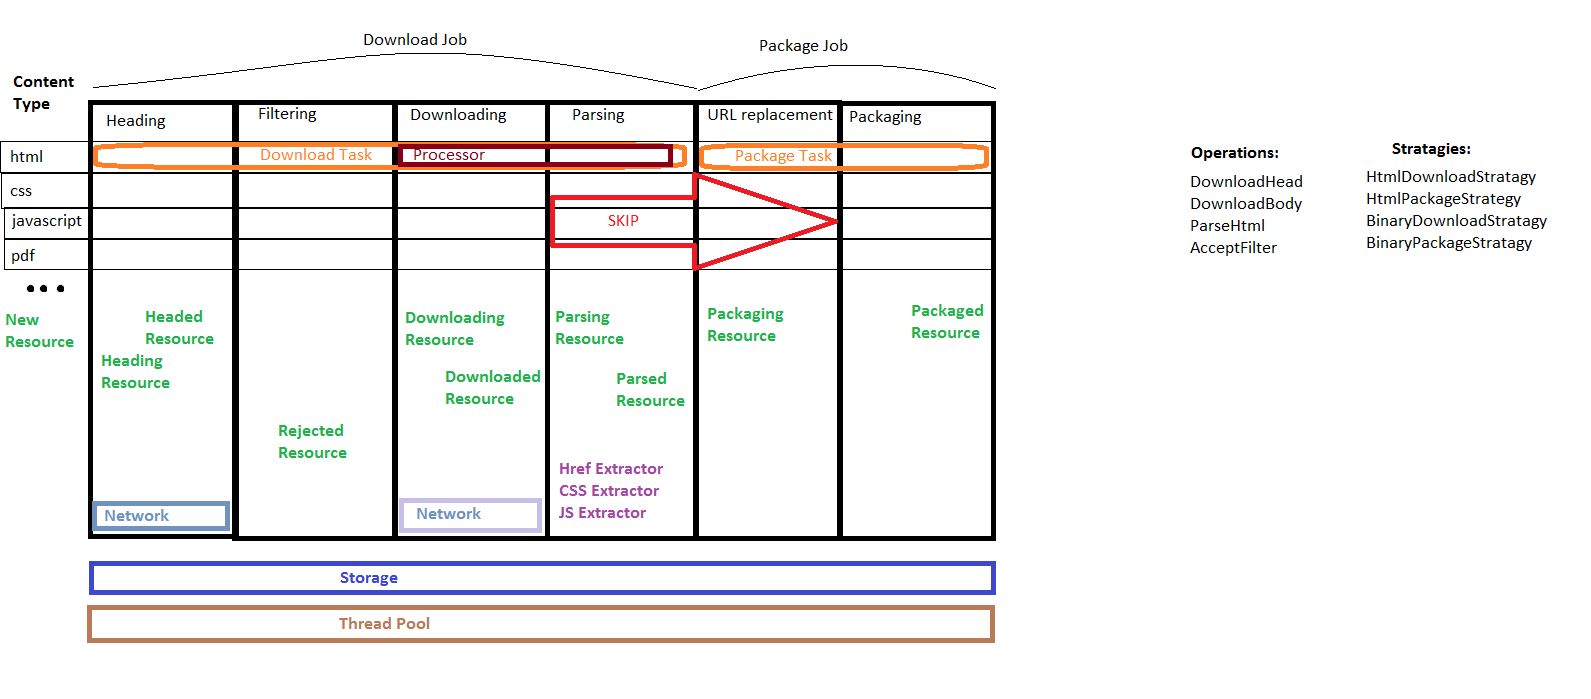 Download Job
Package Job
Content
Type
Heading
Filtering
Downloading
Parsing
URL replacement
Packaging
html
Download Task
Processor
Package Task
css
javascript
SKIP
pdf
...
New
Resource
Headed
Resource
Heading
Resource
Rejected
Resource
Downloading
Resource
Downloaded
Resource
Parsing
Resource
Parsed
Resource
Packaging
Resource
Packaged
Resource
Href Extractor
CSS Extractor
JS Extractor
Network
Network
Storage
Thread Pool
Operations:
DownloadHead
DownloadBody
ParseHtml
AcceptFilter
Stratagies:
HtmlDownloadStratagy
HtmlPackageStrategy
BinaryDownloadStratagy
BinaryPackageStratagy